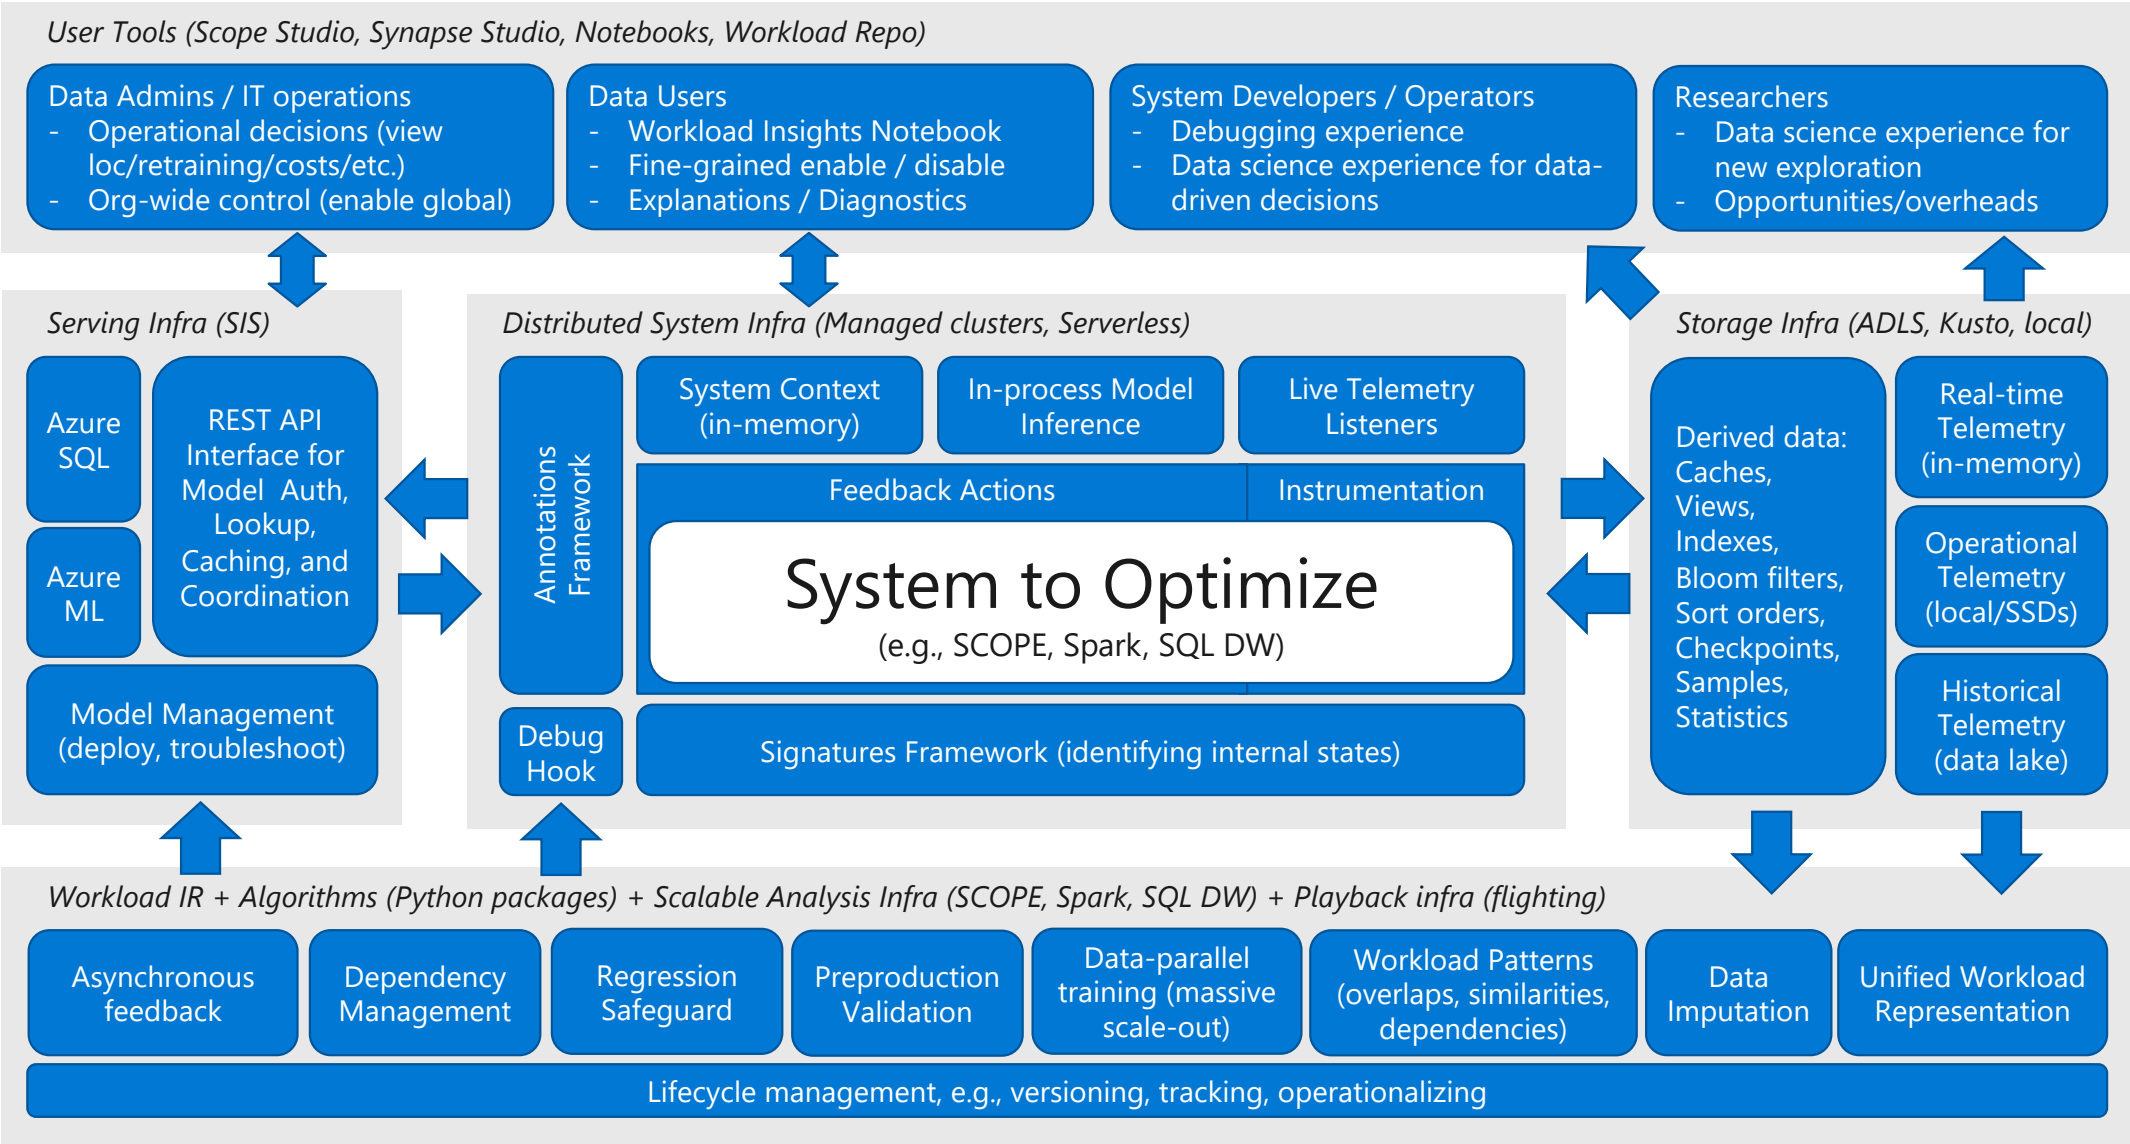 User Tools (Scope Studio, Synapse Studio, Notebooks, Workload Repo)
Data Admins / IT operations
- Operational decisions (view
loc/retraining/costs/etc.)
- Org-wide control (enable global)
Data Users
- Workload Insights Notebook
- Fine-grained enable / disable
- Explanations / Diagnostics
System Developers / Operators
- Debugging experience
- Data science experience for data-
driven decisions
Researchers
- Data science experience for
new exploration
- Opportunities/overheads
Serving Infra (SIS)
Azure
SQL
Azure
ML
REST API
Interface for
Model Auth,
Lookup,
Caching, and
Coordination
Model Management
(deploy, troubleshoot)
Distributed System Infra (Managed clusters, Serverless)
Annotations
Framework
System Context
(in-memory)
In-process Model
Inference
Live Telemetry
Listeners
Feedback Actions
Instrumentation
System to Optimize
(e.g., SCOPE, Spark, SQL DW)
Debug
Hook
Signatures Framework (identifying internal states)
Storage Infra (ADLS, Kusto, local)
Derived data:
Caches,
Views,
Indexes,
Bloom filters,
Sort orders,
Checkpoints,
Samples,
Statistics
Real-time
Telemetry
(in-memory)
Operational
Telemetry
(local/SSDs)
Historical
Telemetry
(data lake)
Workload IR + Algorithms (Python packages) + Scalable Analysis Infra (SCOPE, Spark, SQL DW) + Playback infra (flighting)
Asynchronous
feedback
Dependency
Management
Regression
Safeguard
Preproduction
Validation
Data-parallel
training (massive
scale-out)
Workload Patterns
(overlaps, similarities,
dependencies)
Data
Imputation
Unified Workload
Representation
Lifecycle management, e.g., versioning, tracking, operationalizing